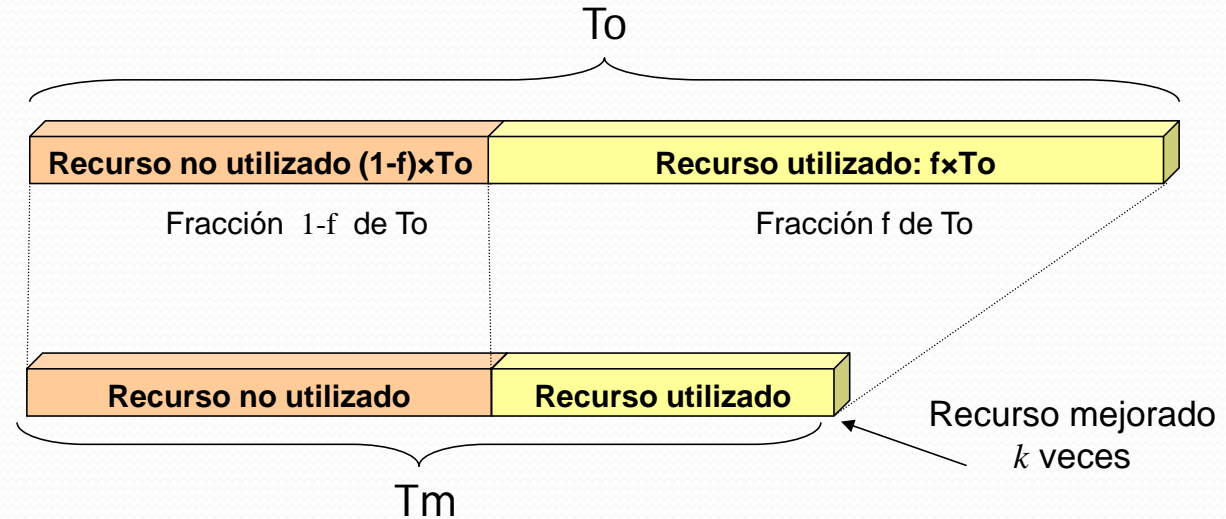 To
Recurso no utilizado (1-f)×To
Recurso utilizado: f×To
Fracción 1-f de To
Fracción f de To
Recurso no utilizado
Recurso utilizado
Recurso mejorado
k veces
Tm